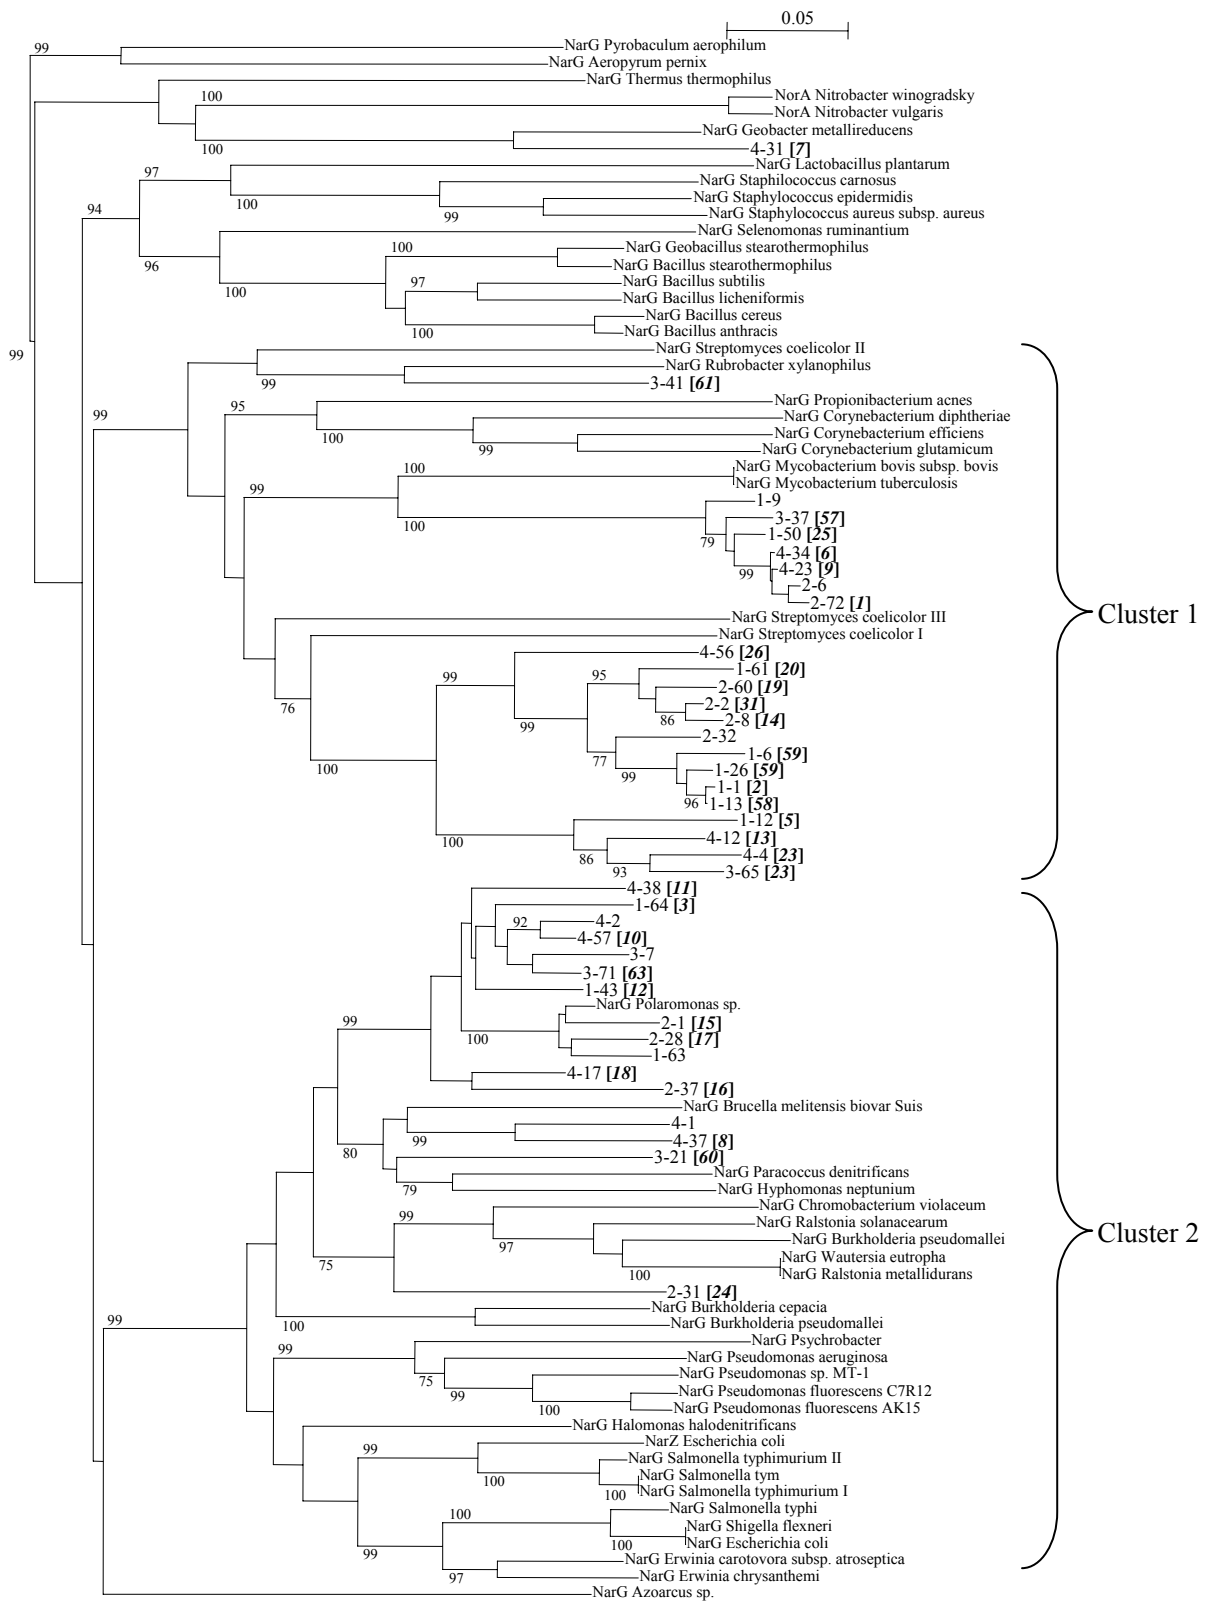 0.05
99
NarG Pyrobaculum aerophilum
NarG Aeropyrum pernix
NarG Thermus thermophilus
100
NorA Nitrobacter winogradsky
NorA Nitrobacter vulgaris
NarG Geobacter metallireducens
100
4-31 [7]
97
NarG Lactobacillus plantarum
NarG Staphilococcus carnosus
100
NarG Staphylococcus epidermidis
94
99
NarG Staphylococcus aureus subsp. aureus
NarG Selenomonas ruminantium
100
NarG Geobacillus stearothermophilus
96
NarG Bacillus stearothermophilus
97
NarG Bacillus subtilis
100
NarG Bacillus licheniformis
NarG Bacillus cereus
100
NarG Bacillus anthracis
99
NarG Streptomyces coelicolor II
NarG Rubrobacter xylanophilus
99
3-41 [61]
95
NarG Propionibacterium acnes
99
NarG Corynebacterium diphtheriae
100
NarG Corynebacterium efficiens
99
NarG Corynebacterium glutamicum
100
NarG Mycobacterium bovis subsp. bovis
99
NarG Mycobacterium tuberculosis
1-9
100
3-37 [57]
79
1-50 [25]
4-34 [6]
99
4-23 [9]
2-6
2-72 [1]
Cluster 1
NarG Streptomyces coelicolor III
NarG Streptomyces coelicolor I
4-56 [26]
99
95
1-61 [20]
2-60 [19]
76
2-2 [31]
99
86
2-8 [14]
2-32
77
1-6 [59]
100
99
1-26 [59]
1-1 [2]
96
1-13 [58]
1-12 [5]
100
4-12 [13]
86
4-4 [23]
93
3-65 [23]
4-38 [11]
1-64 [3]
92
4-2
4-57 [10]
3-7
3-71 [63]
1-43 [12]
NarG Polaromonas sp.
99
2-1 [15]
100
2-28 [17]
1-63
4-17 [18]
2-37 [16]
NarG Brucella melitensis biovar Suis
4-1
99
4-37 [8]
80
3-21 [60]
NarG Paracoccus denitrificans
79
NarG Hyphomonas neptunium
NarG Chromobacterium violaceum
99
NarG Ralstonia solanacearum
97
NarG Burkholderia pseudomallei
Cluster 2
NarG Wautersia eutropha
75
100
NarG Ralstonia metallidurans
2-31 [24]
NarG Burkholderia cepacia
99
100
NarG Burkholderia pseudomallei
NarG Psychrobacter
99
NarG Pseudomonas aeruginosa
75
NarG Pseudomonas sp. MT-1
99
NarG Pseudomonas fluorescens C7R12
100
NarG Pseudomonas fluorescens AK15
NarG Halomonas halodenitrificans
99
NarZ Escherichia coli
NarG Salmonella typhimurium II
100
NarG Salmonella tym
100
NarG Salmonella typhimurium I
100
NarG Salmonella typhi
NarG Shigella flexneri
100
NarG Escherichia coli
99
NarG Erwinia carotovora subsp. atroseptica
97
NarG Erwinia chrysanthemi
NarG Azoarcus sp.